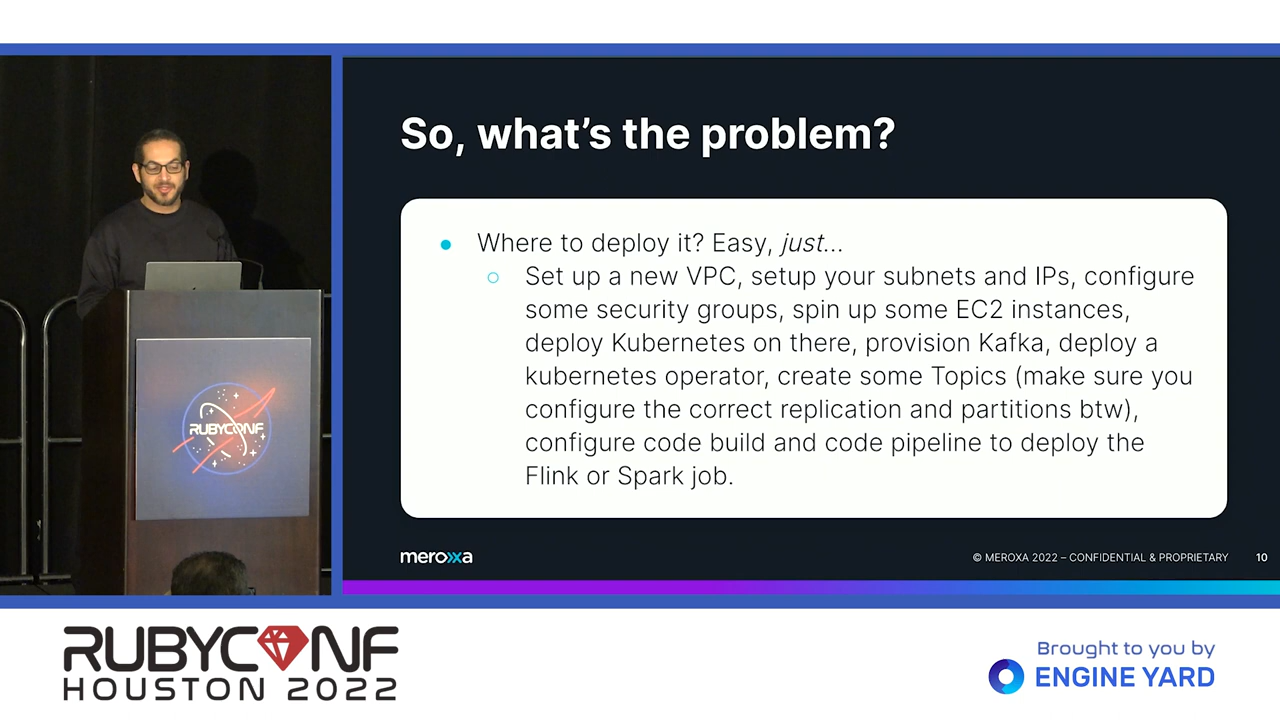 So, what's the problem?
● Where to deploy it? Easy, just...
○ Set up a new VPC, setup your subnets and IPs, configure
some security groups, spin up some EC2 instances,
deploy Kubernetes on there, provision Kafka, deploy a
kubernetes operator, create some Topics (make sure you
configure the correct replication and partitions btw),
configure code build and code pipeline to deploy the
Flink or Spark job.
meroxa
© MEROXA 2022 – CONFIDENTIAL & PROPRIETARY 10
RUBYCONF
RUBYCONF
HOUSTON 2022
Brought to you by
ENGINE YARD